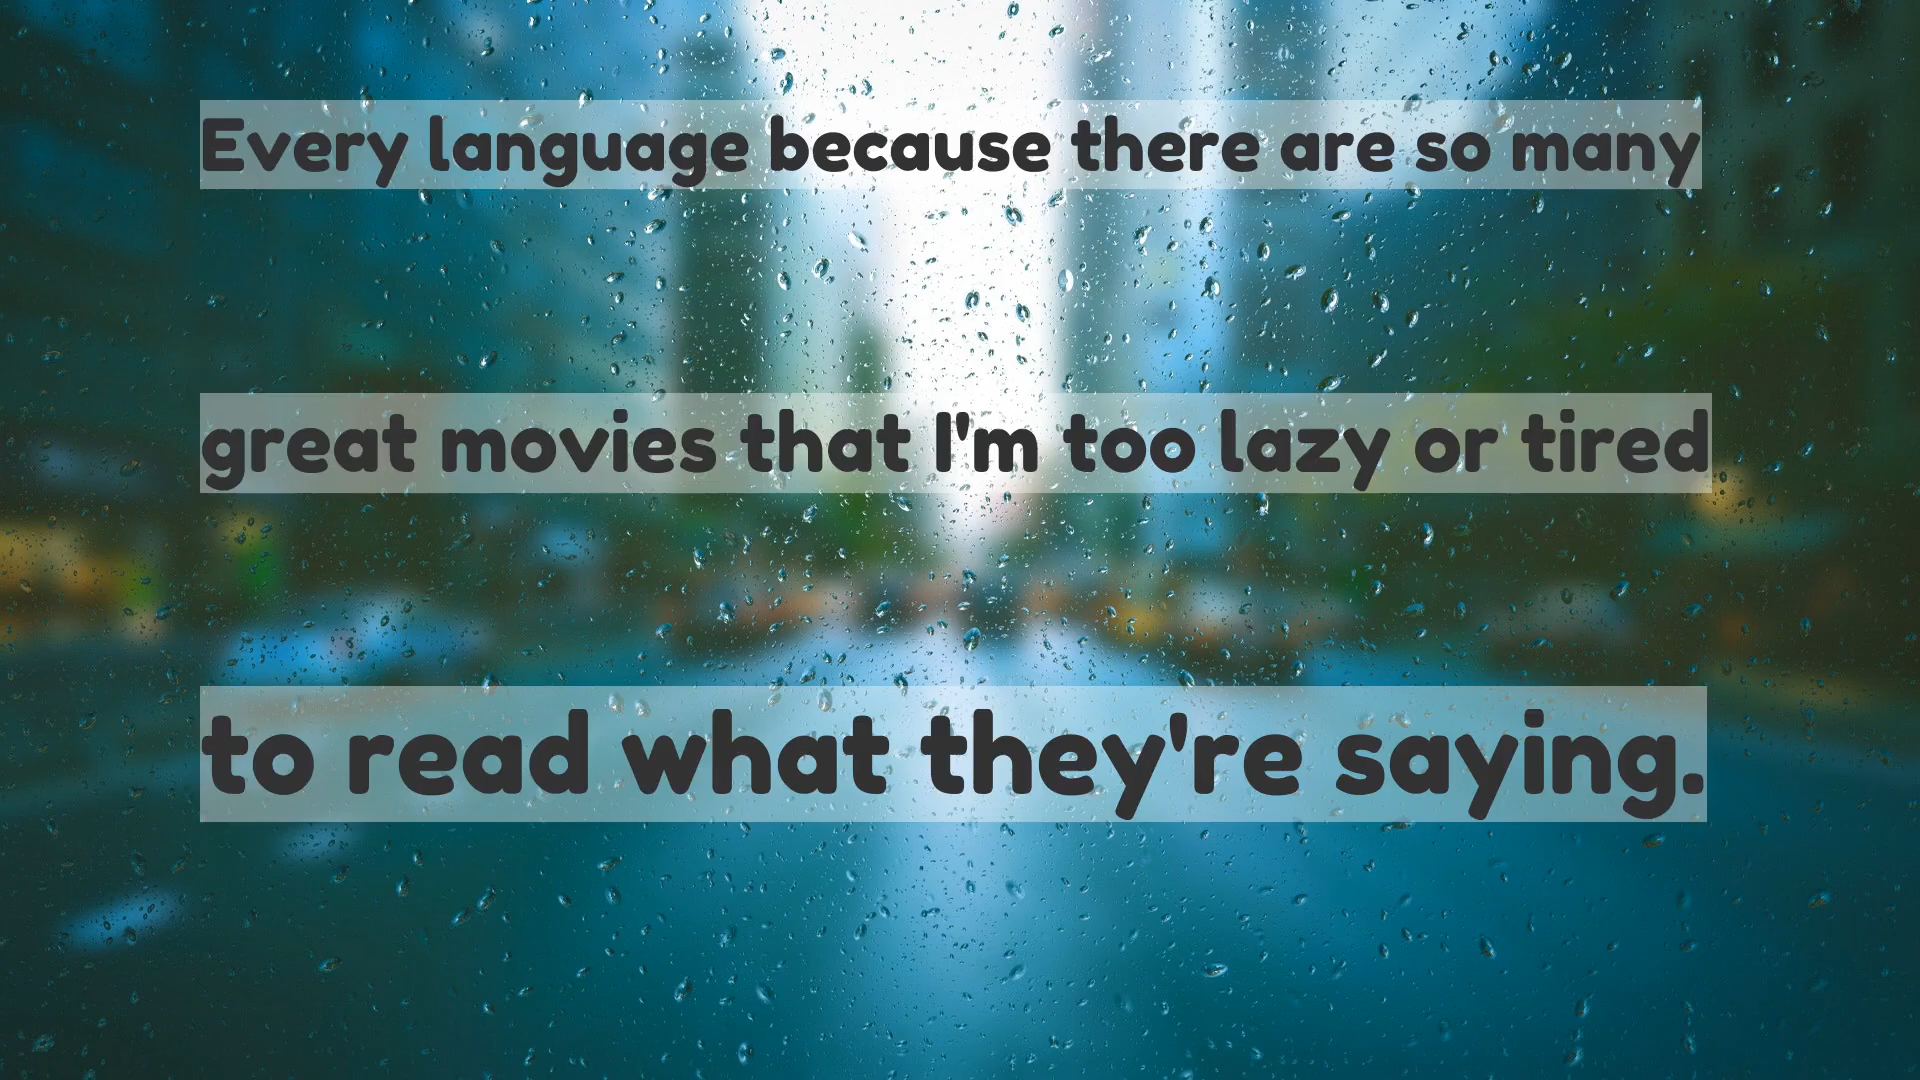 Every language because there are so many
great movies that I'm too lazy or tired
to read what they're saying.